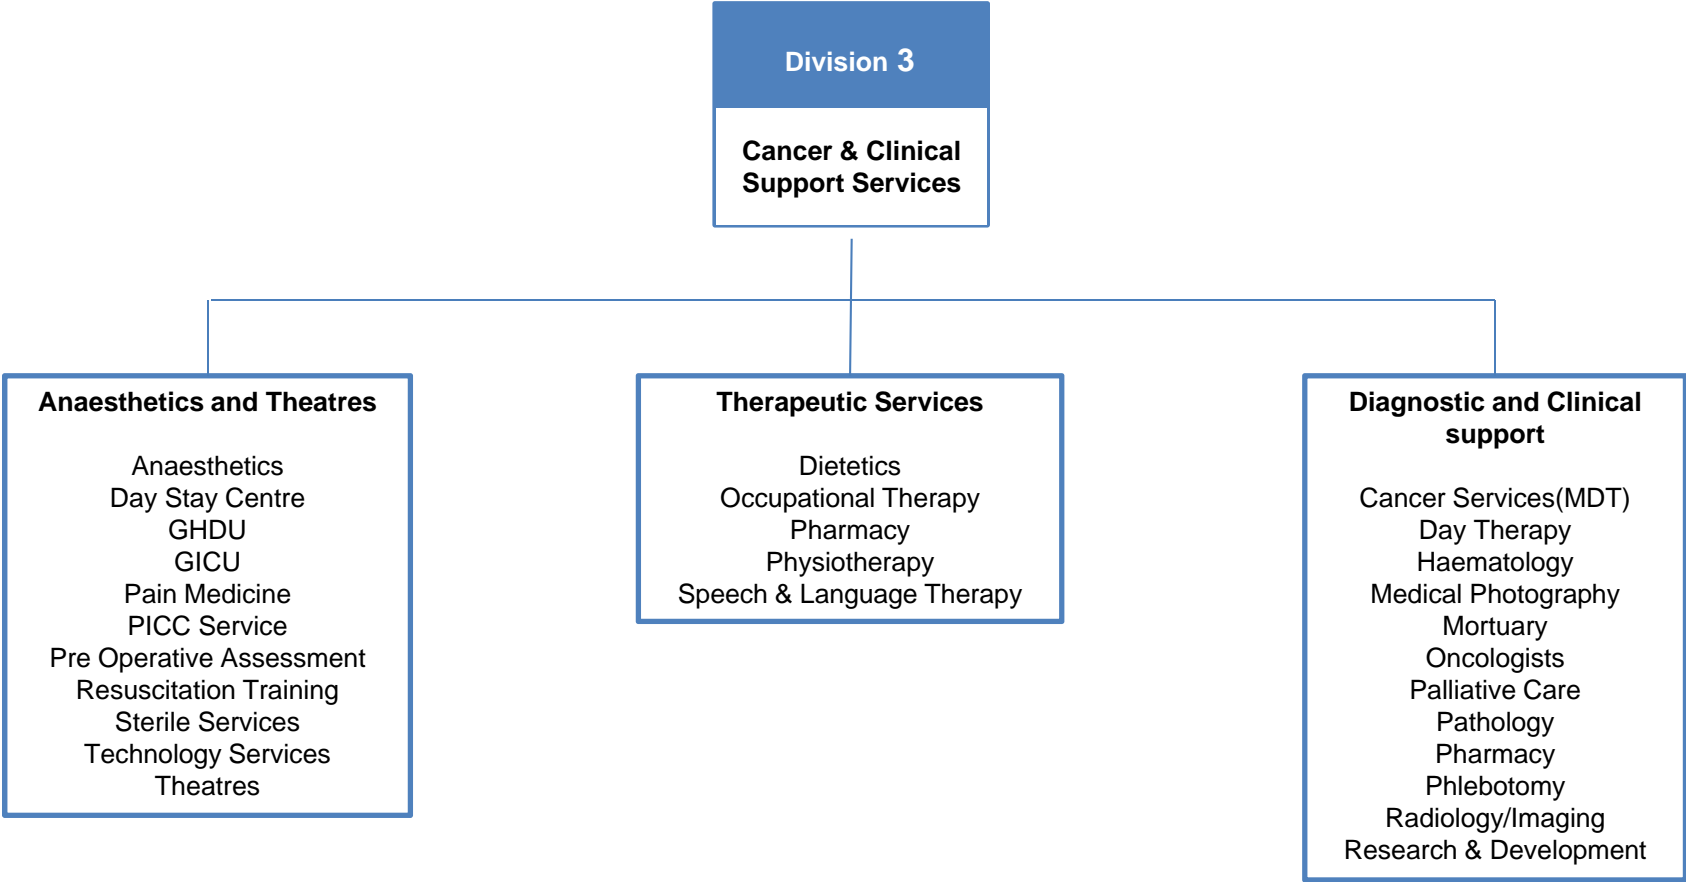 Division 3
Cancer & Clinical
Support Services
Anaesthetics and Theatres
Anaesthetics
Day Stay Centre
GHDU
GICU
Pain Medicine
PICC Service
Pre Operative Assessment
Resuscitation Training
Sterile Services
Technology Services
Theatres
Therapeutic Services
Dietetics
Occupational Therapy
Pharmacy
Physiotherapy
Speech & Language Therapy
Diagnostic and Clinical
support
Cancer Services(MDT)
Day Therapy
Haematology
Medical Photography
Mortuary
Oncologists
Palliative Care
Pathology
Pharmacy
Phlebotomy
Radiology/Imaging
Research & Development